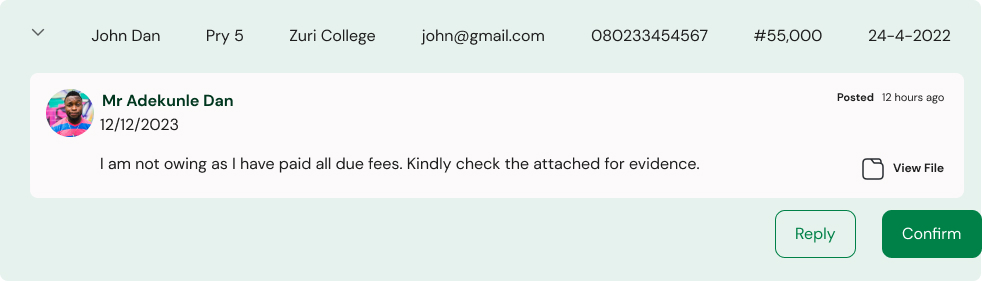 John Dan Pry 5 Zuri College john@gmail.com 080233454567 #55,000 24-4-2022
Mr Adekunle Dan Posted 12 hours ago
12/12/2023
I am not owing as I have paid all due fees. Kindly check the attached for evidence. View File
Reply Confirm